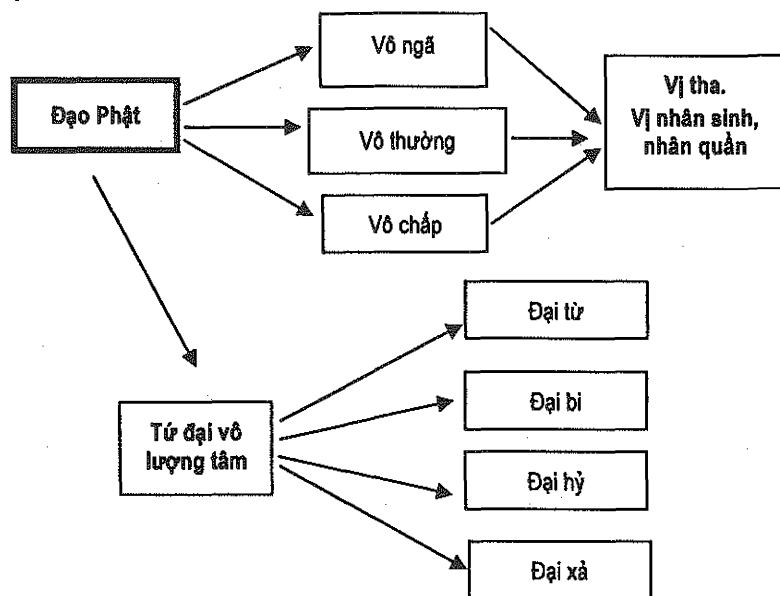 Đạo Phật
Vô ngã
Vô thường
Vô chấp
Vị tha.
Vị nhân sinh,
nhân quần
Tứ đại vô
lượng tâm
Đại từ
Đại bi
Đại hỷ
Đại xả